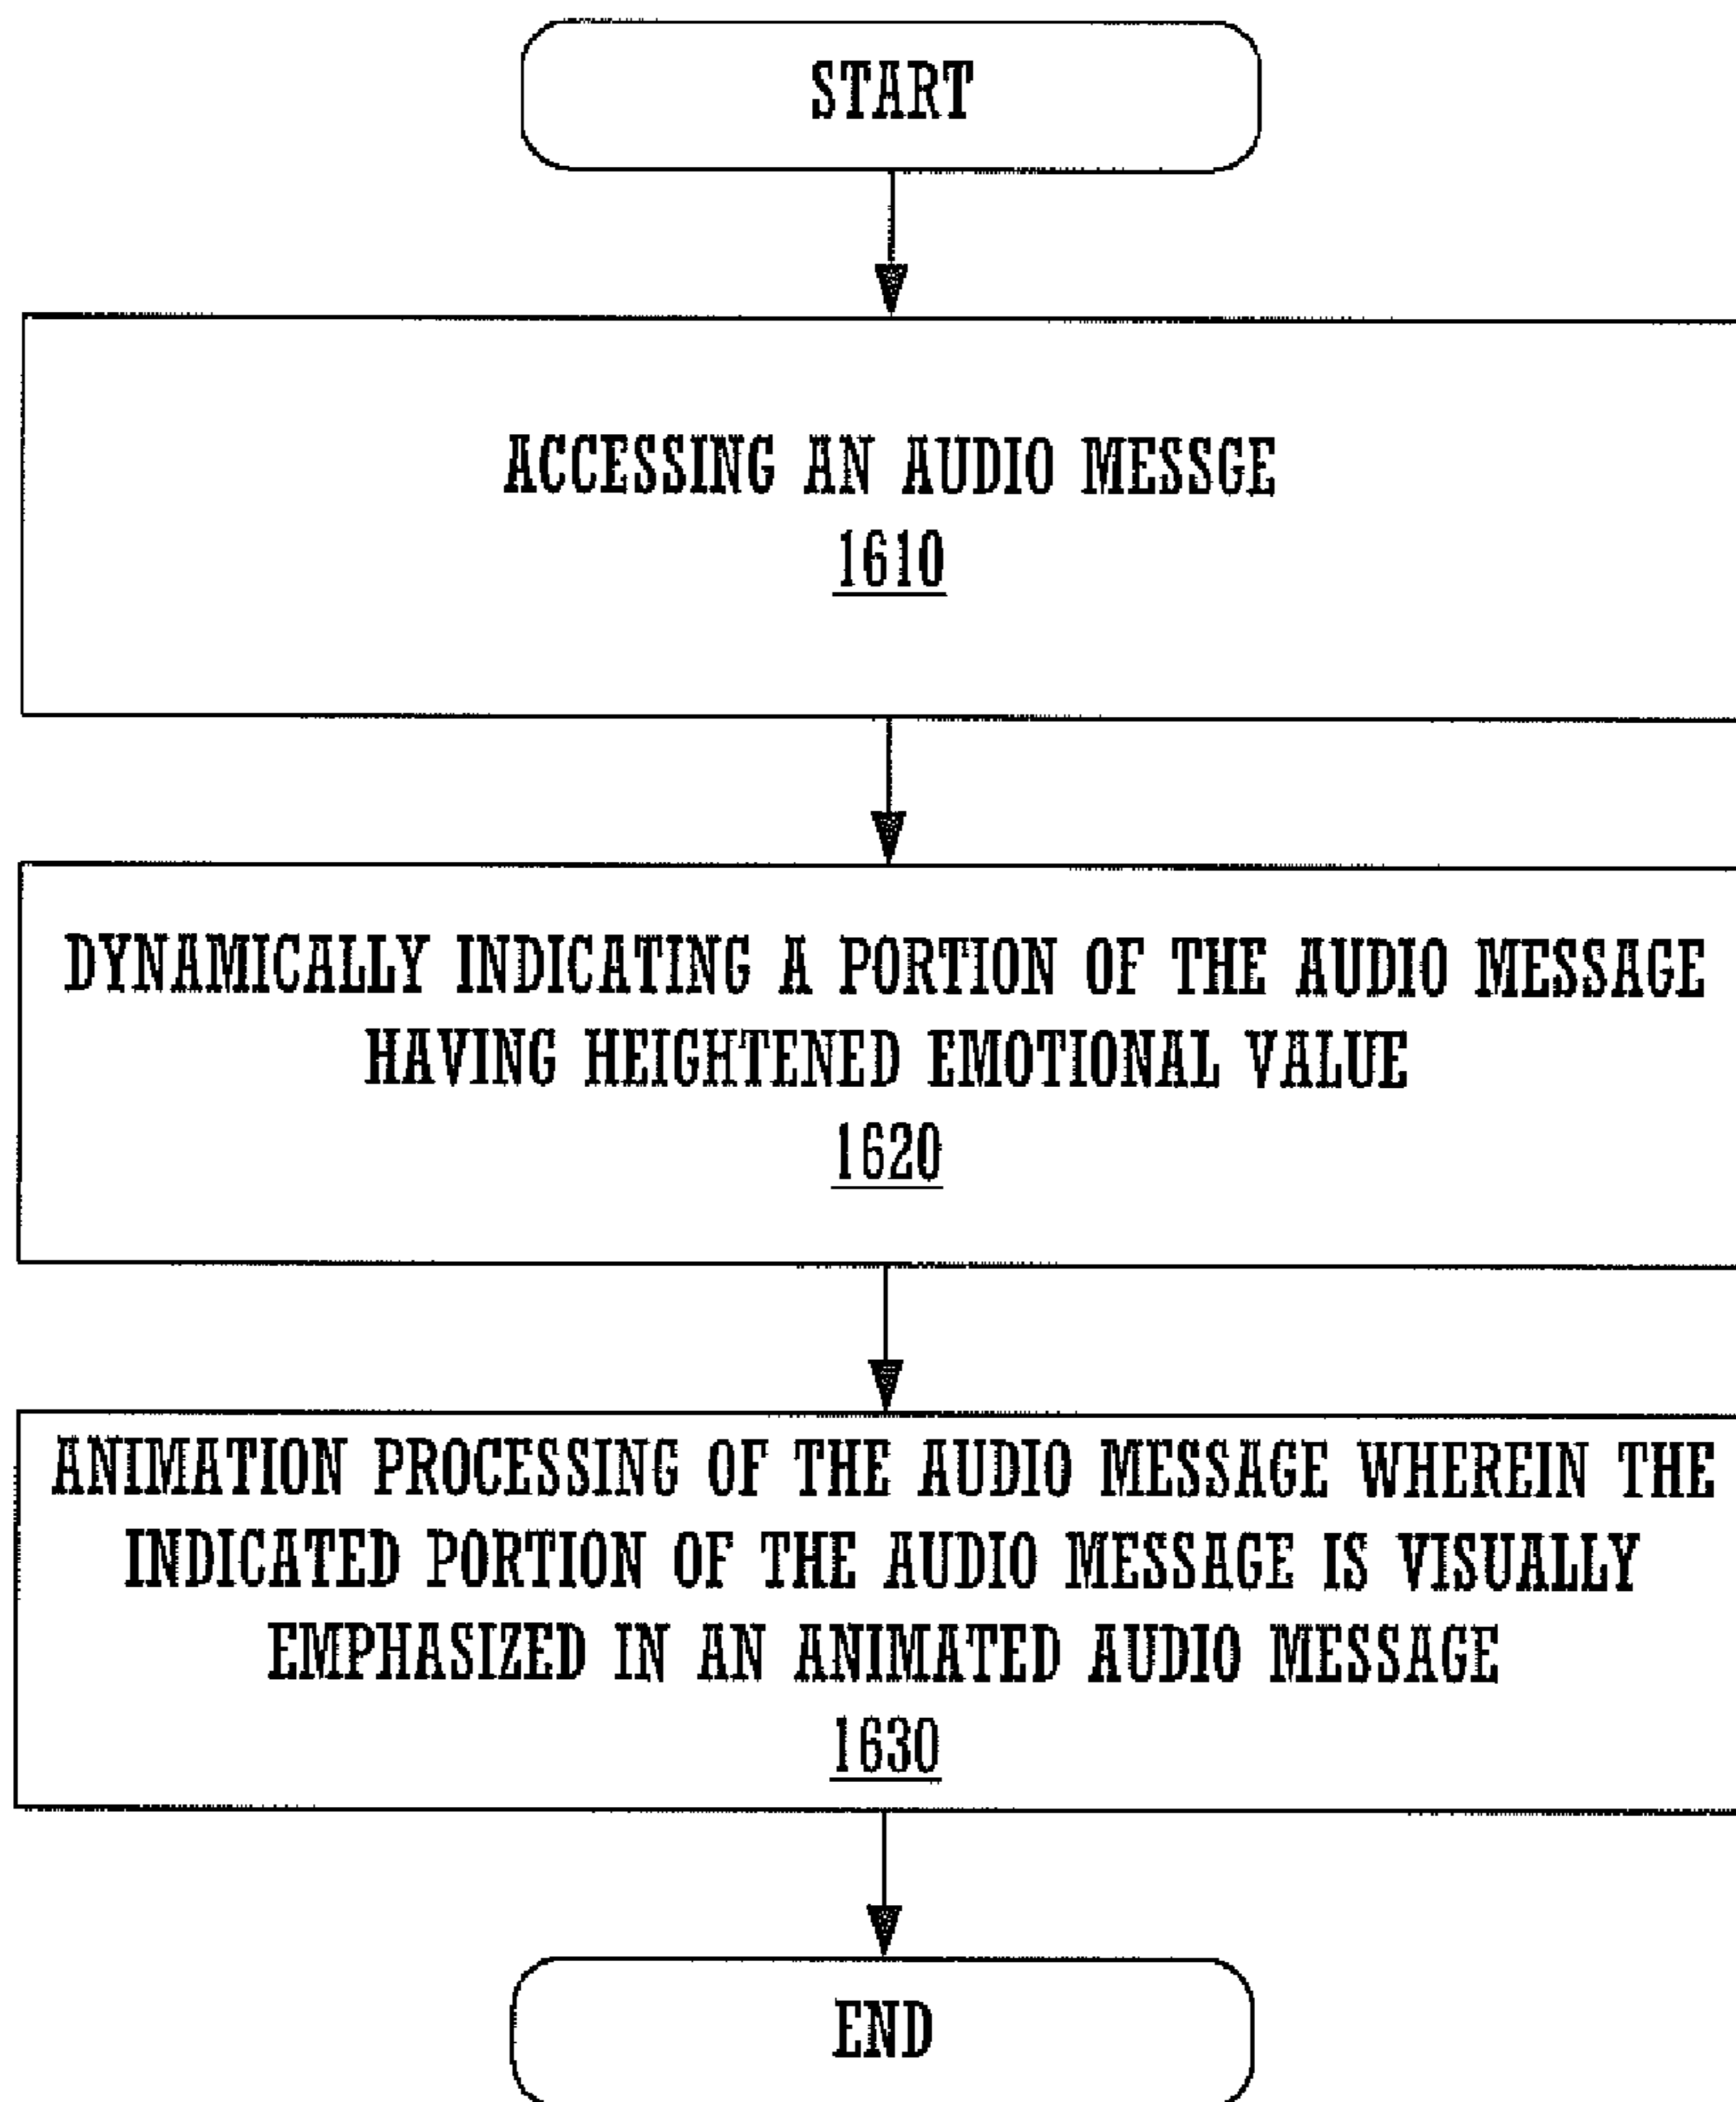 START
ACCESSING AN AUDIO MESSGE
1610
DYNAMICALLY INDICATING A PORTION OF THE AUDIO MESSAGE
HAVING HEIGHTENED EMOTIONAL VALUE
1620
ANIMATION PROCESSING OF THE AUDIO MESSAGE WHEREIN THE
INDICATED PORTION OF THE AUDIO MESSAGE IS VISUALLY
EMPHASIZED IN AN ANIMATED AUDIO MESSAGE
1630
END